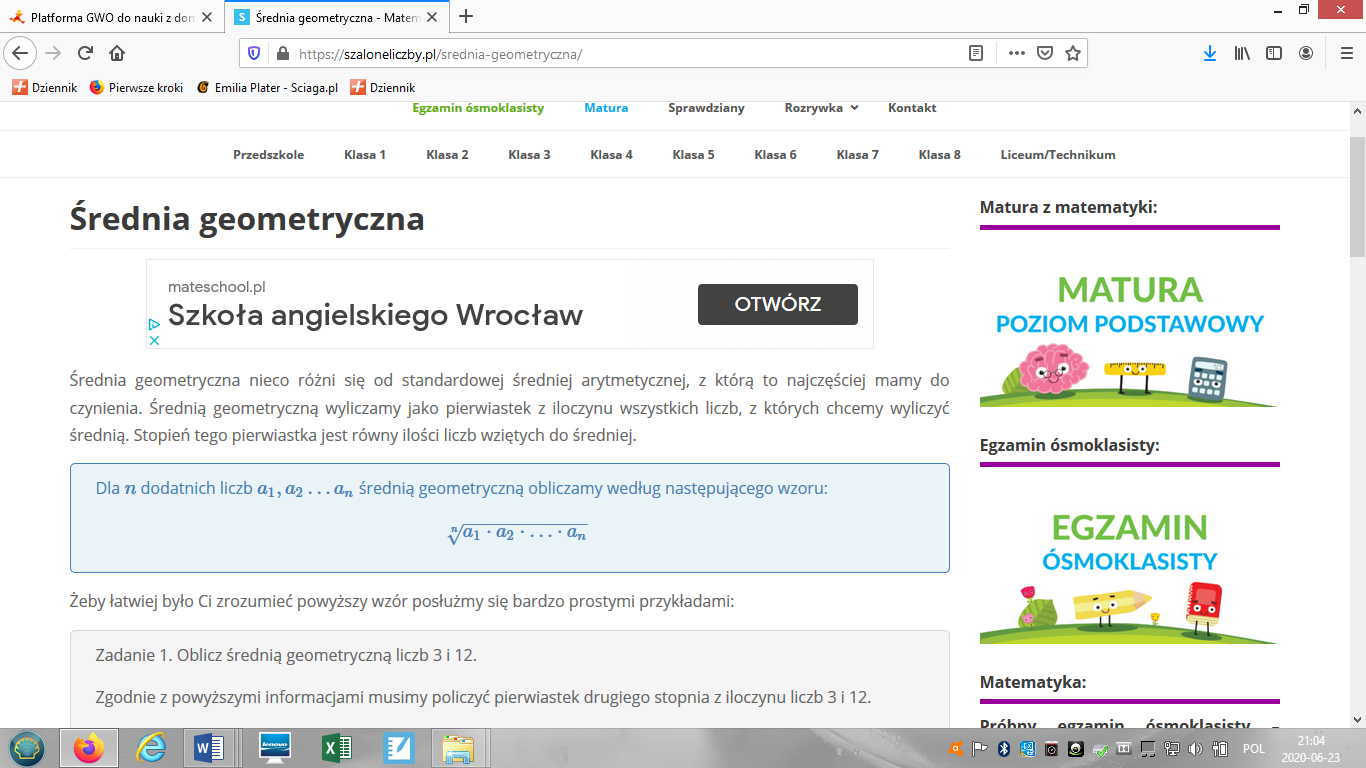 Platforma GWO do nauki z dom
Średnia geometryczna - Matem
https://szaloneliczby.pl/srednia-geometryczna/
Dziennik
Pierwsze kroki
Emilia Plater - Sciaga.pl
Dziennik
Egzamin ósmoklasisty
Matura
Sprawdziany
Rozrywka
Kontakt
Przedszkole
Klasa 1
Klasa 2
Klasa 3
Klasa 4
Klasa 5
Klasa 6
Klasa 7
Klasa 8
Liceum/Technikum
Średnia geometryczna
mateschool.pl
Szkoła angielskiego Wrocław
OTWÓRZ
Średnia geometryczna nieco różni się od standardowej średniej arytmetycznej, z którą to najczęściej mamy do
czynienia. Średnią geometryczną wyliczamy jako pierwiastek z iloczynu wszystkich liczb, z których chcemy wyliczyć
średnią. Stopień tego pierwiastka jest równy ilości liczb wziętych do średniej.
Dla n dodatnich liczb a₁, a₂ … aₙ średnią geometryczną obliczamy według następującego wzoru:
ⁿ√a₁ · a₂ · … · aₙ
Żeby łatwiej było Ci zrozumieć powyższy wzór posłużmy się bardzo prostymi przykładami:
Zadanie 1. Oblicz średnią geometryczną liczb 3 i 12.
Zgodnie z powyższymi informacjami musimy policzyć pierwiastek drugiego stopnia z iloczynu liczb 3 i 12.
Matura z matematyki:
MATURA
POZIOM PODSTAWOWY
Egzamin ósmoklasisty:
EGZAMIN
ÓSMOKLASISTY
Matematyka:
Próbny egzamin ósmoklasisty -
lenovo
POL
21:04
2020-06-23